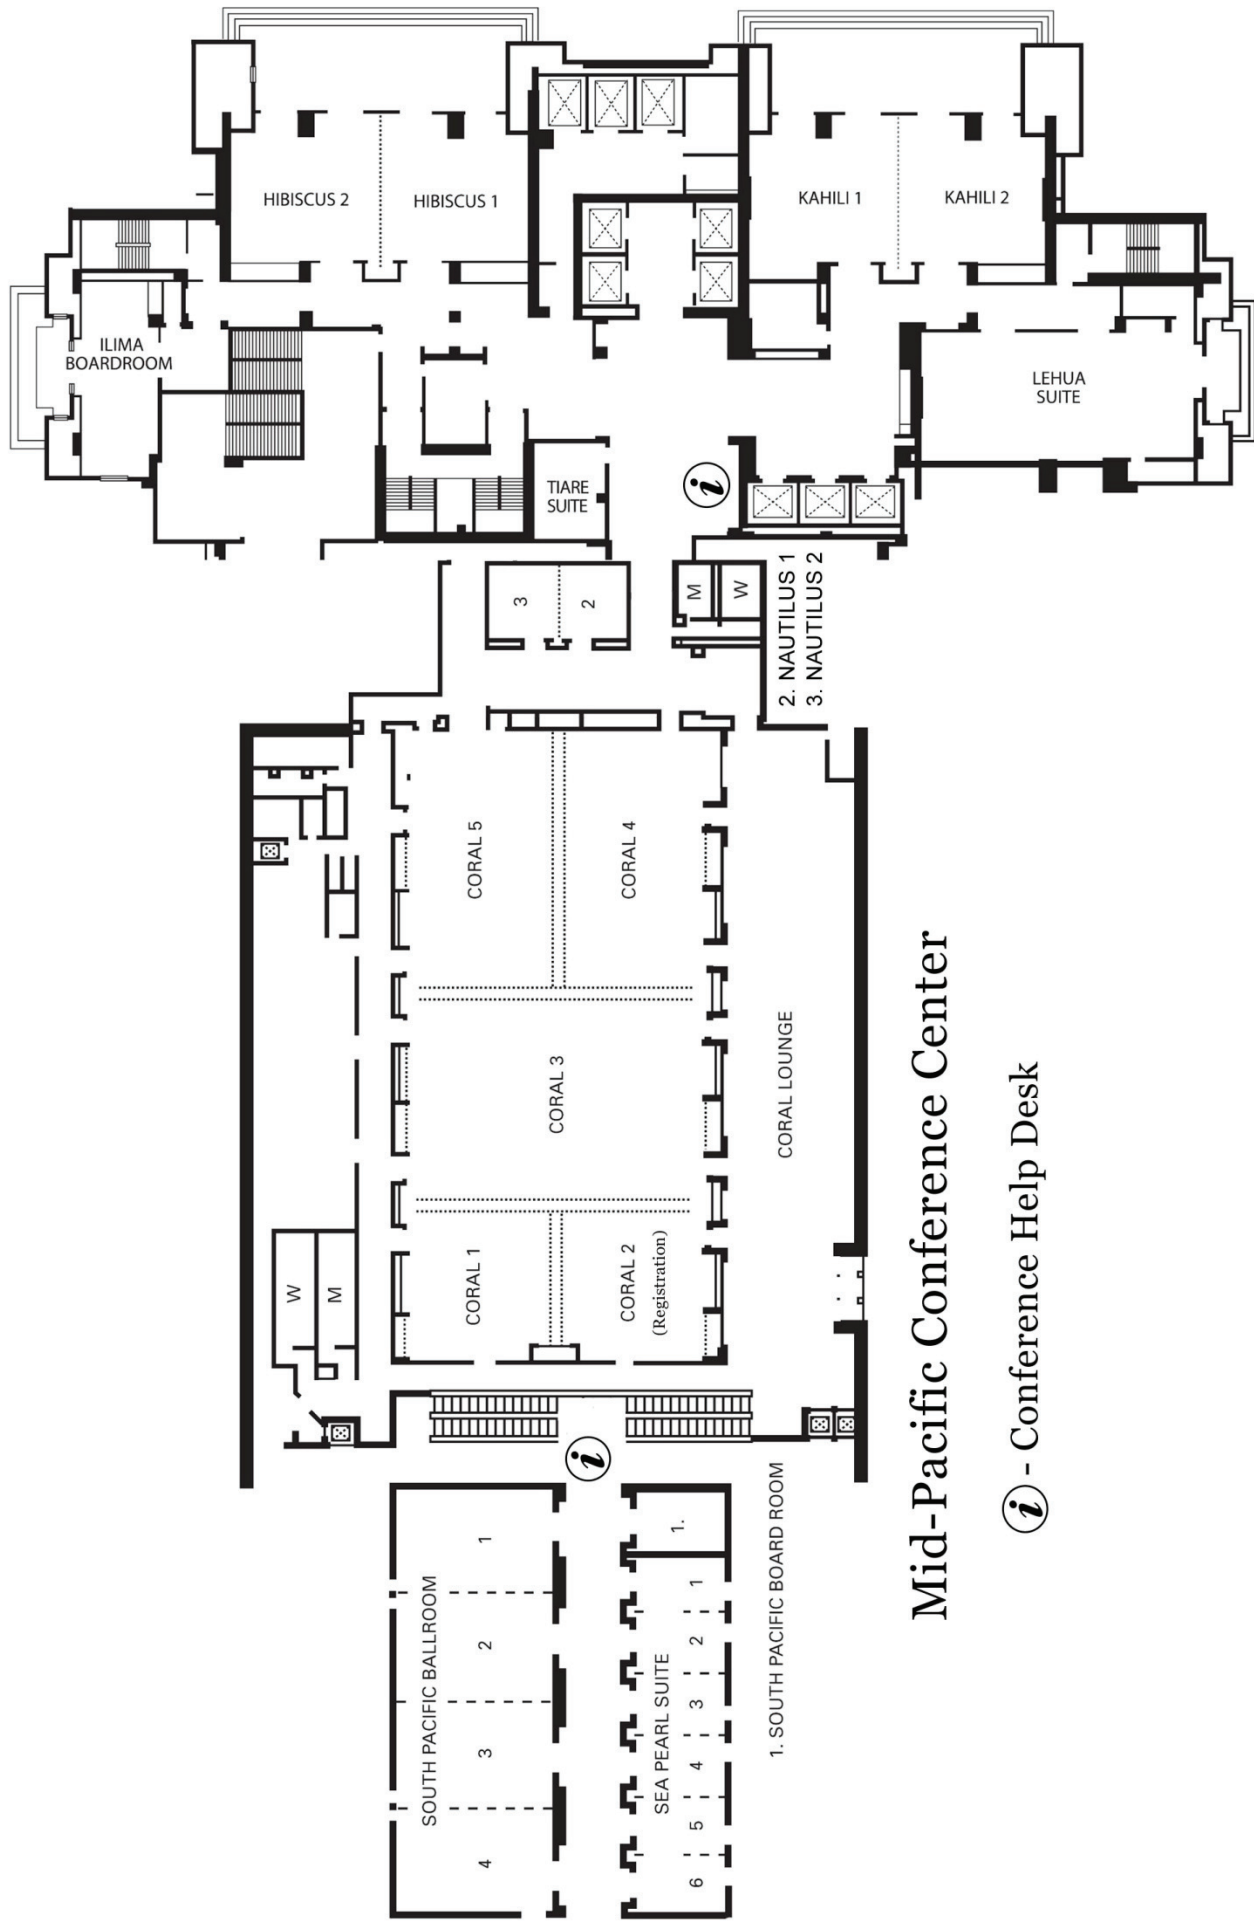 HIBISCUS 2
HIBISCUS 1
KAHILI 1
KAHILI 2
ILIMA
BOARDROOM
LEHUA
SUITE
TIARE
SUITE
i
3
2
M
W
2. NAUTILUS 1
3. NAUTILUS 2
CORAL 5
CORAL 4
CORAL 3
CORAL LOUNGE
W
M
CORAL 1
CORAL 2
(Registration)
i
SOUTH PACIFIC BALLROOM
1
2
3
4
SEA PEARL SUITE
1.
1
2
3
4
5
6
1. SOUTH PACIFIC BOARD ROOM
Mid-Pacific Conference Center
i - Conference Help Desk